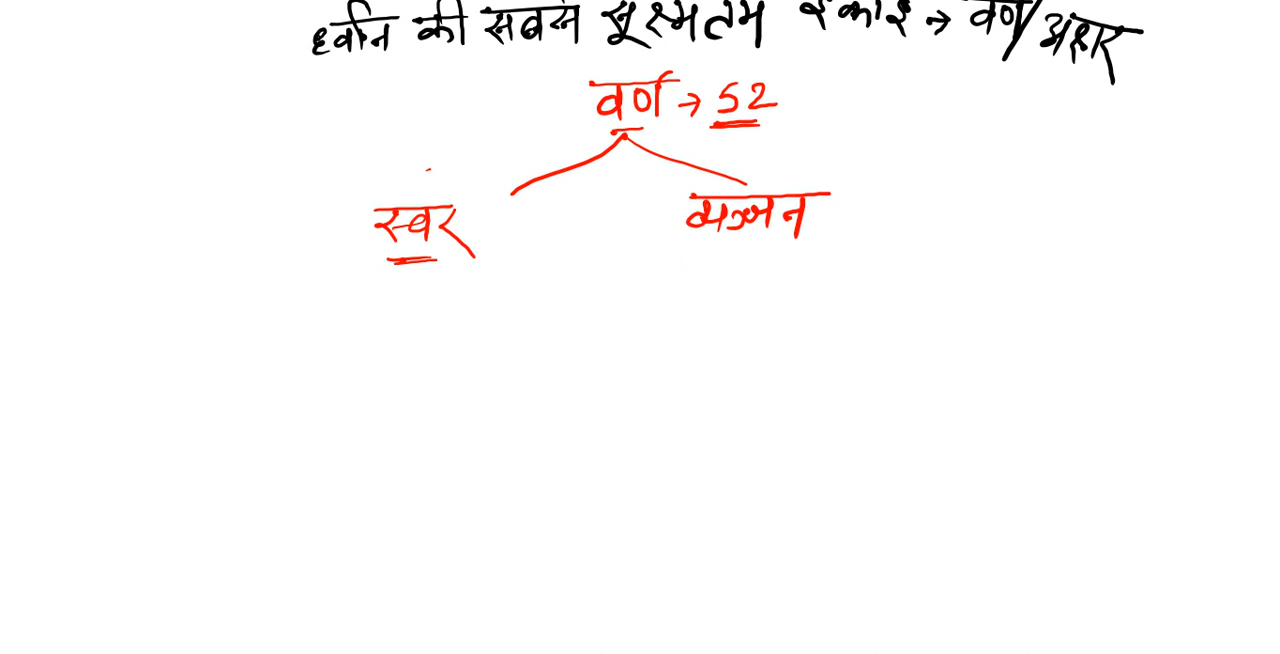 ध्वनि की सबसे सूक्ष्मतम इकाई → वर्ण/अक्षर
वर्ण → 52
स्वर व्यञ्जन